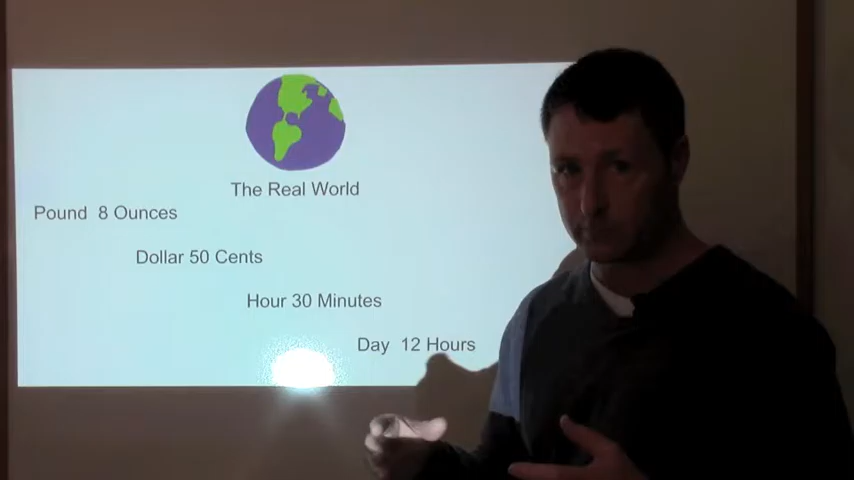 The Real World
Pound 8 Ounces
Dollar 50 Cents
Hour 30 Minutes
Day 12 Hours